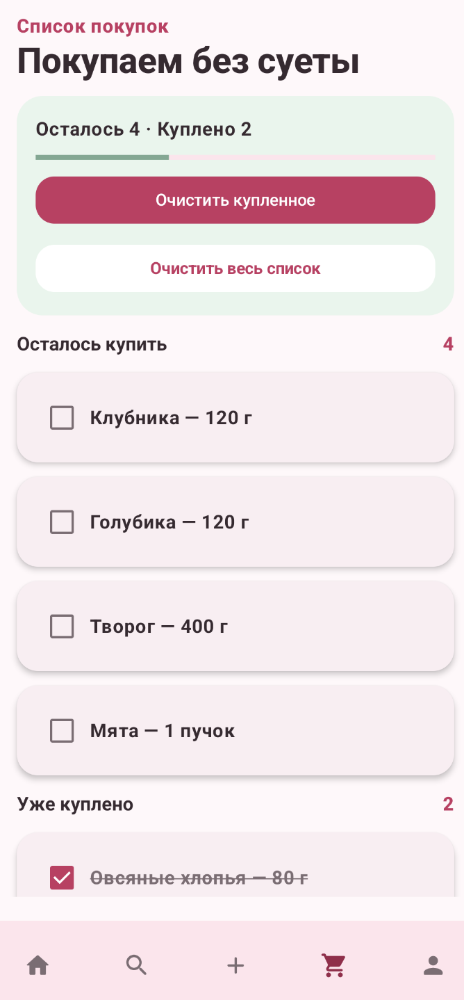 Список покупок
Покупаем без суеты
Осталось 4 · Куплено 2
Очистить купленное
Очистить весь список
Осталось купить 4
Клубника — 120 г
Голубика — 120 г
Творог — 400 г
Мята — 1 пучок
Уже куплено 2
Овсяные хлопья — 80 г